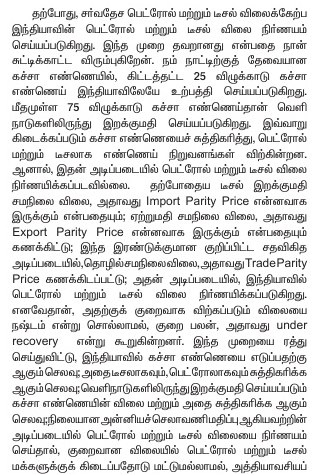 தற்போது, சர்வதேச பெட்ரோல் மற்றும் டீசல் விலைக்கேற்ப
இந்தியாவின் பெட்ரோல் மற்றும் டீசல் விலை நிர்ணயம்
செய்யப்படுகிறது. இந்த முறை தவறானது என்பதை நான்
சுட்டிக்காட்ட விரும்புகிறேன். நம் நாட்டிற்குத் தேவையான
கச்சா எண்ணெயில், கிட்டத்தட்ட 25 விழுக்காடு கச்சா
எண்ணெய் இந்தியாவிலேயே உற்பத்தி செய்யப்படுகிறது.
மீதமுள்ள 75 விழுக்காடு கச்சா எண்ணெய்தான் வெளி
நாடுகளிலிருந்து இறக்குமதி செய்யப்படுகிறது. இவ்வாறு
கிடைக்கப்படும் கச்சா எண்ணெயைச் சுத்திகரித்து, பெட்ரோல்
மற்றும் டீசலாக எண்ணெய் நிறுவனங்கள் விற்கின்றன.
ஆனால், இதன் அடிப்படையில் பெட்ரோல் மற்றும் டீசல் விலை
நிர்ணயிக்கப்படவில்லை. தற்போதைய டீசல் இறக்குமதி
சமநிலை விலை, அதாவது Import Parity Price என்னவாக
இருக்கும் என்பதையும்; ஏற்றுமதி சமநிலை விலை, அதாவது
Export Parity Price என்னவாக இருக்கும் என்பதையும்
கணக்கிட்டு; இந்த இரண்டுக்குமான குறிப்பிட்ட சதவிகித
அடிப்படையில், தொழில் சமநிலை விலை, அதாவது Trade Parity
Price கணக்கிடப்பட்டு; அதன் அடிப்படையில், இந்தியாவில்
பெட்ரோல் மற்றும் டீசல் விலை நிர்ணயிக்கப்படுகிறது.
எனவேதான், அதற்குக் குறைவாக விற்கப்படும் விலையை
நஷ்டம் என்று சொல்லாமல், குறை பலன், அதாவது under
recovery என்று கூறுகின்றனர். இந்த முறையை ரத்து
செய்துவிட்டு, இந்தியாவில் கச்சா எண்ணெயை எடுப்பதற்கு
ஆகும் செலவு; அதை டீசலாகவும், பெட்ரோலாகவும் சுத்திகரிக்க
ஆகும் செலவு; வெளிநாடுகளிலிருந்து இறக்குமதி செய்யப்படும்
கச்சா எண்ணெயின் விலை மற்றும் அதை சுத்திகரிக்க ஆகும்
செலவு; நிலையான அன்னியச் செலாவணி மதிப்பு ஆகியவற்றின்
அடிப்படையில் பெட்ரோல் மற்றும் டீசல் விலையை நிர்ணயம்
செய்தால், குறைவான விலையில் பெட்ரோல் மற்றும் டீசல்
மக்களுக்குக் கிடைப்பதோடு மட்டுமல்லாமல், அத்தியாவசியப்